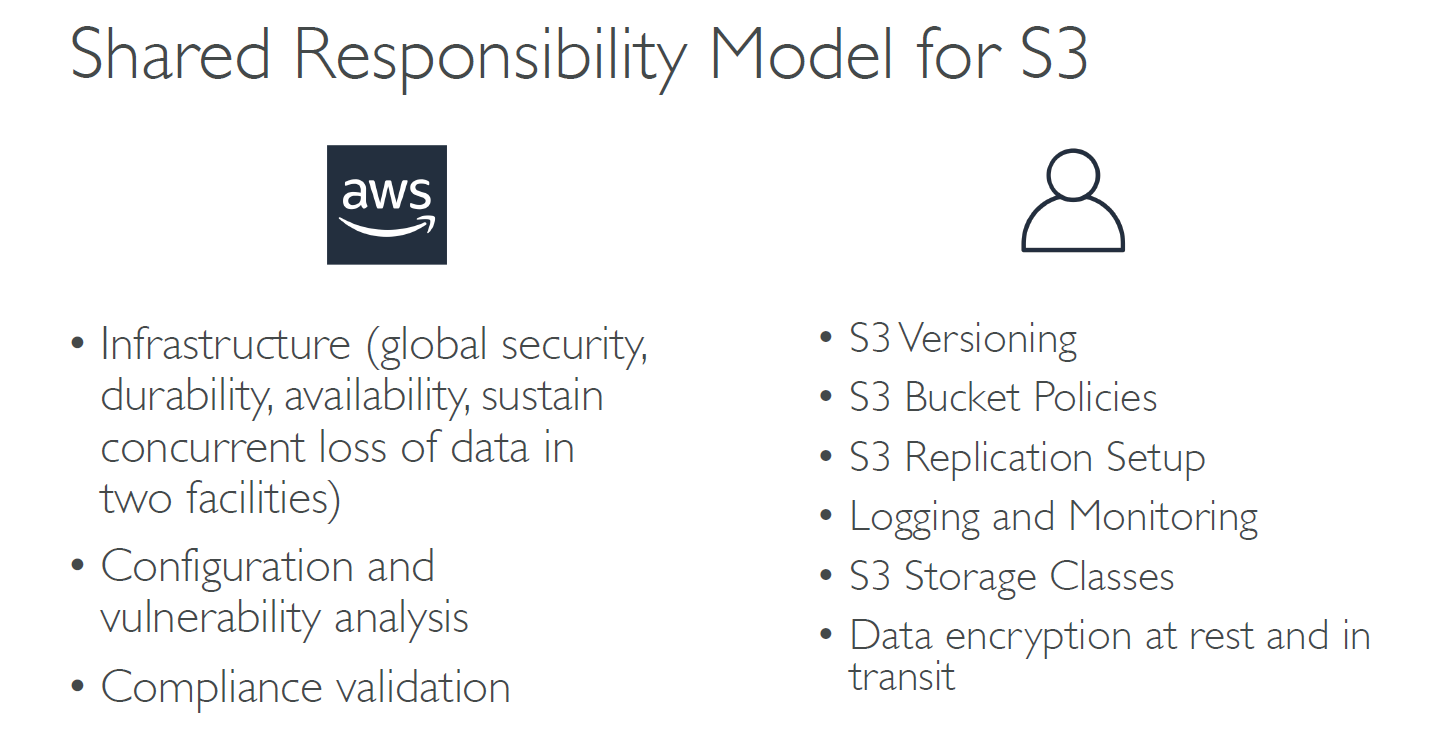 Shared Responsibility Model for S3
aws
• Infrastructure (global security,
durability, availability, sustain
concurrent loss of data in
two facilities)
• Configuration and
vulnerability analysis
• Compliance validation
• S3 Versioning
• S3 Bucket Policies
• S3 Replication Setup
• Logging and Monitoring
• S3 Storage Classes
• Data encryption at rest and in
transit